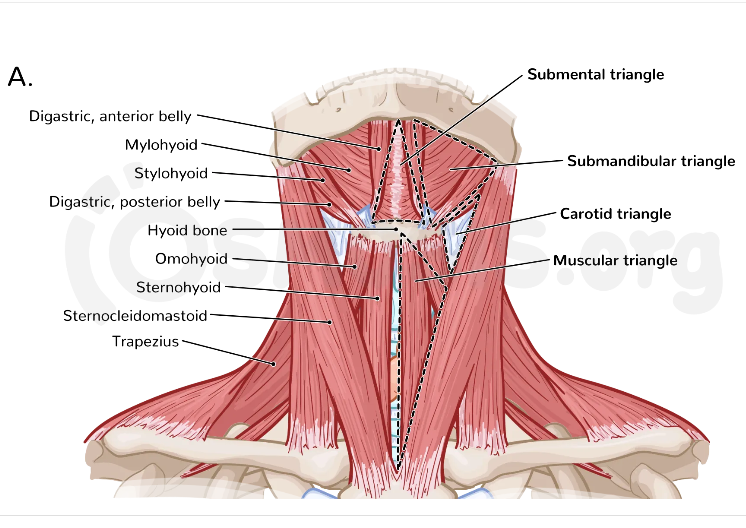 A.
Submental triangle
Digastric, anterior belly
Mylohyoid
Submandibular triangle
Stylohyoid
Digastric, posterior belly
Carotid triangle
Hyoid bone
Omohyoid
Muscular triangle
Sternohyoid
Sternocleidomastoid
Trapezius